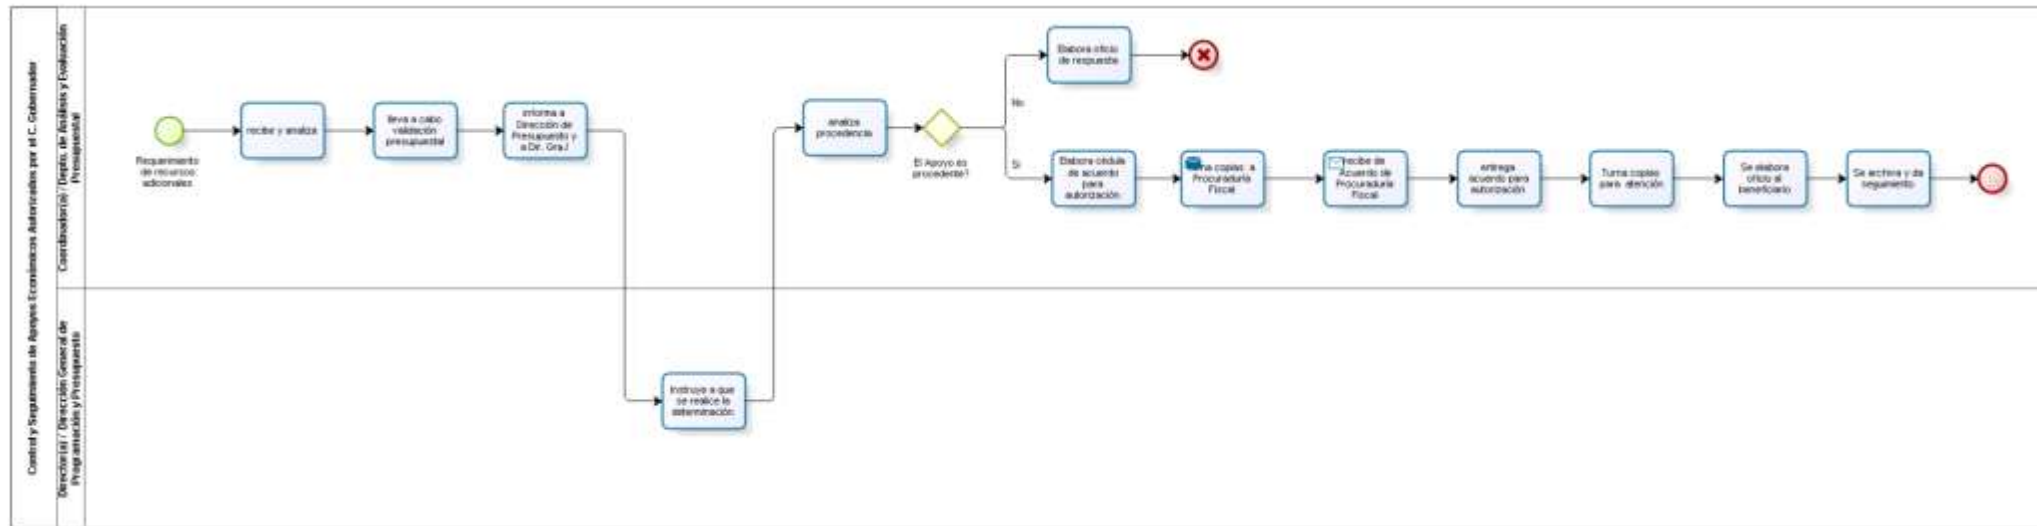 Control y Seguimiento de Apoyos Económicos Autorizados por el C. Gobernador
Coordinador(a) / Depto. de Análisis y Evaluación
Presupuestal
Requerimiento
de recursos
adicionales
recibe y analiza
lleva a cabo
validación
presupuestal
informa a
Dirección de
Presupuesto y
a Dir. Gral
Director(a) / Dirección General de
Programación y Presupuesto
Instruye a que
se realice la
determinación
analiza
procedencia
El Apoyo es
procedente?
No
Elabora oficio
de respuesta
Si
Elabora cédula
de acuerdo
para
autorización
na copias a
Procuraduría
Fiscal
recibe de
Acuerdo de
Procuraduría
Fiscal
entrega
acuerdo para
autorización
Turna copias
para atención
Se elabora
oficio al
beneficiario
Se archiva y da
seguimiento